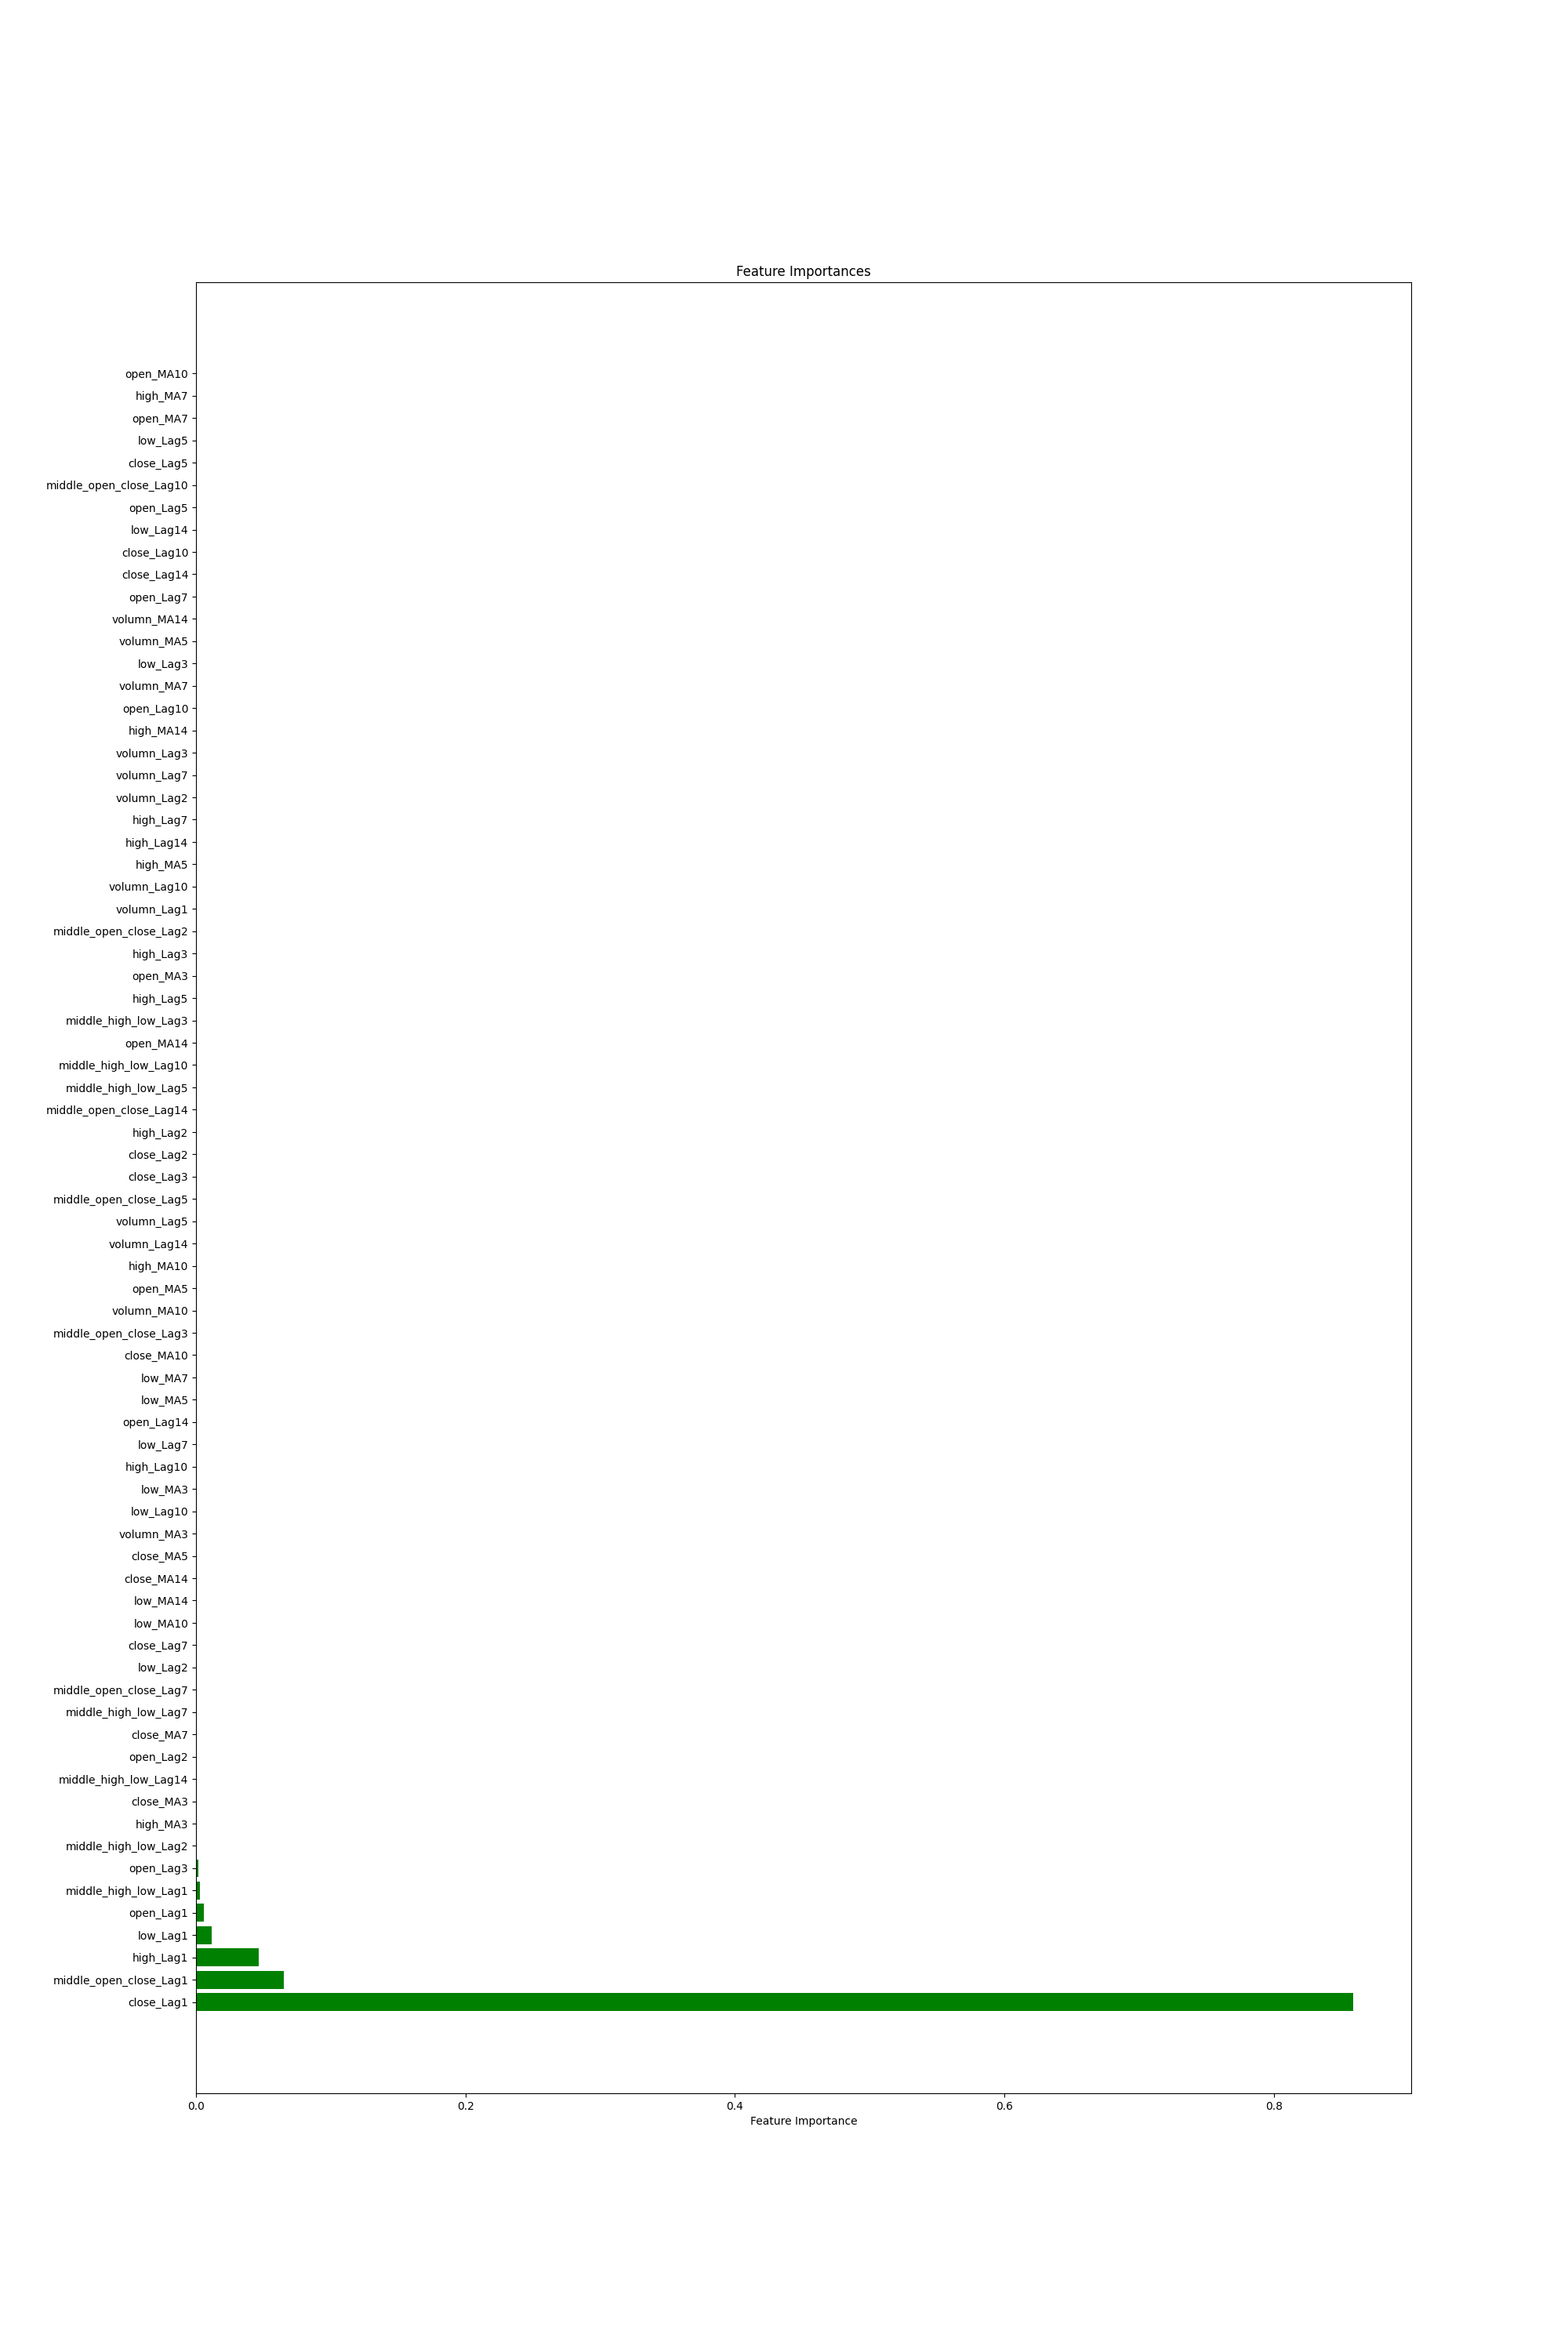 Feature Importances
open_MA10
high_MA7
open_MA7
low_Lag5
close_Lag5
middle_open_close_Lag10
open_Lag5
low_Lag14
close_Lag10
close_Lag14
open_Lag7
volumn_MA14
volumn_MA5
low_Lag3
volumn_MA7
open_Lag10
high_MA14
volumn_Lag3
volumn_Lag7
volumn_Lag2
high_Lag7
high_Lag14
high_MA5
volumn_Lag10
volumn_Lag1
middle_open_close_Lag2
high_Lag3
open_MA3
high_Lag5
middle_high_low_Lag3
open_MA14
middle_high_low_Lag10
middle_high_low_Lag5
middle_open_close_Lag14
high_Lag2
close_Lag2
close_Lag3
middle_open_close_Lag5
volumn_Lag5
volumn_Lag14
high_MA10
open_MA5
volumn_MA10
middle_open_close_Lag3
close_MA10
low_MA7
low_MA5
open_Lag14
low_Lag7
high_Lag10
low_MA3
low_Lag10
volumn_MA3
close_MA5
close_MA14
low_MA14
low_MA10
close_Lag7
low_Lag2
middle_open_close_Lag7
middle_high_low_Lag7
close_MA7
open_Lag2
middle_high_low_Lag14
close_MA3
high_MA3
middle_high_low_Lag2
open_Lag3
middle_high_low_Lag1
open_Lag1
low_Lag1
high_Lag1
middle_open_close_Lag1
close_Lag1
0.0 0.2 0.4 0.6 0.8
Feature Importance